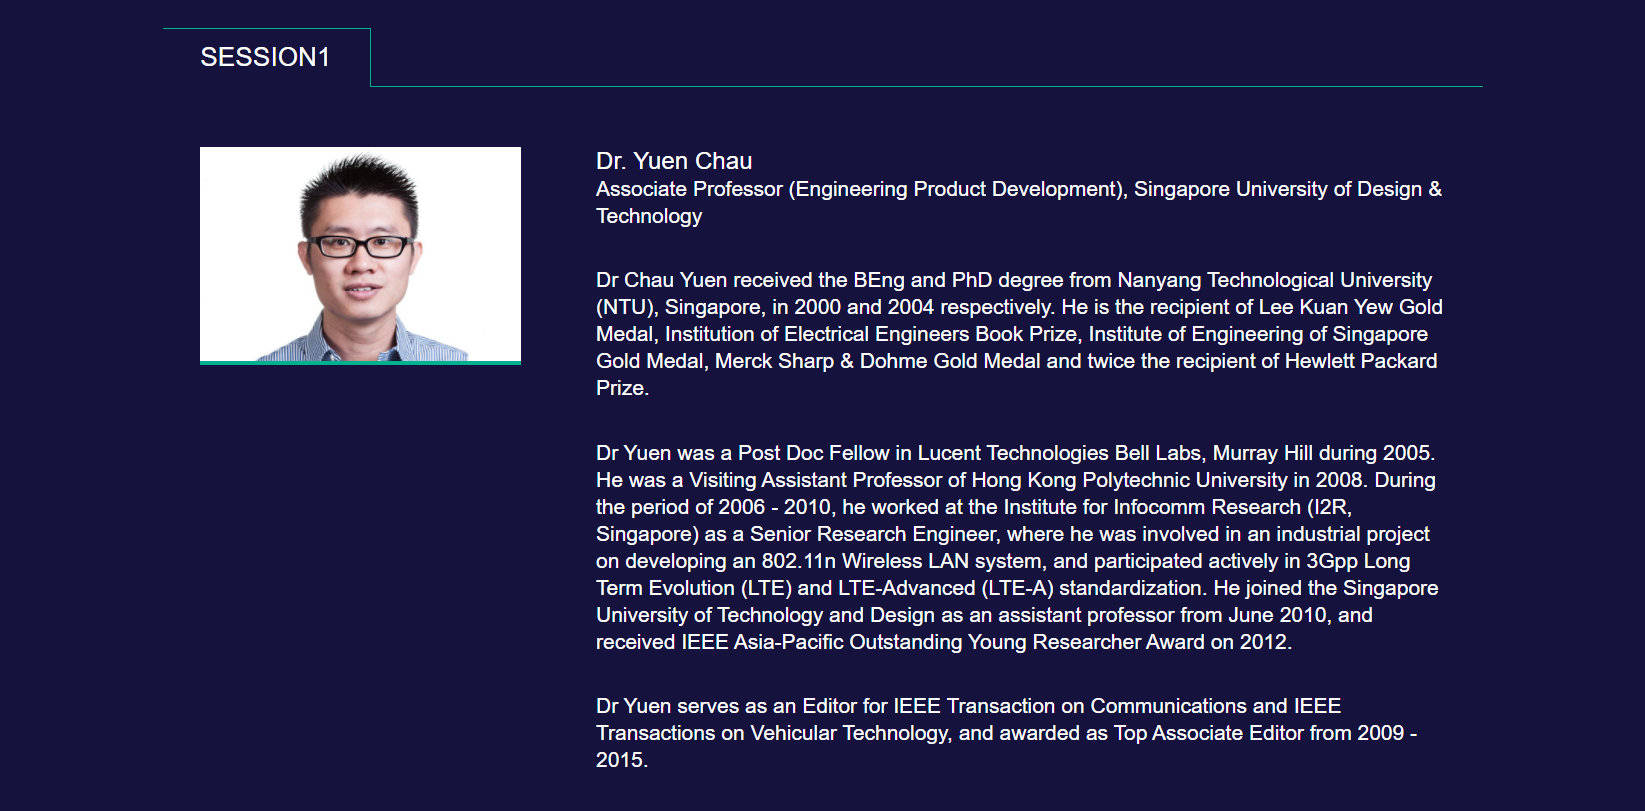 SESSION1
Dr. Yuen Chau
Associate Professor (Engineering Product Development), Singapore University of Design &
Technology
Dr Chau Yuen received the BEng and PhD degree from Nanyang Technological University
(NTU), Singapore, in 2000 and 2004 respectively. He is the recipient of Lee Kuan Yew Gold
Medal, Institution of Electrical Engineers Book Prize, Institute of Engineering of Singapore
Gold Medal, Merck Sharp & Dohme Gold Medal and twice the recipient of Hewlett Packard
Prize.
Dr Yuen was a Post Doc Fellow in Lucent Technologies Bell Labs, Murray Hill during 2005.
He was a Visiting Assistant Professor of Hong Kong Polytechnic University in 2008. During
the period of 2006 - 2010, he worked at the Institute for Infocomm Research (I2R,
Singapore) as a Senior Research Engineer, where he was involved in an industrial project
on developing an 802.11n Wireless LAN system, and participated actively in 3Gpp Long
Term Evolution (LTE) and LTE-Advanced (LTE-A) standardization. He joined the Singapore
University of Technology and Design as an assistant professor from June 2010, and
received IEEE Asia-Pacific Outstanding Young Researcher Award on 2012.
Dr Yuen serves as an Editor for IEEE Transaction on Communications and IEEE
Transactions on Vehicular Technology, and awarded as Top Associate Editor from 2009 -
2015.